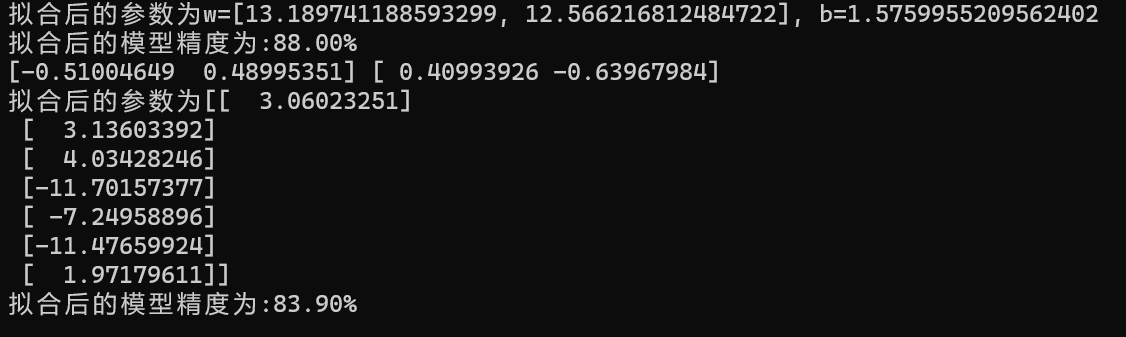 拟合后的参数为w=[13.189741188593299, 12.566216812484722], b=1.5759955209562402
拟合后的模型精度为:88.00%
[-0.51004649  0.48995351] [ 0.40993926 -0.63967984]
拟合后的参数为[[  3.06023251]
 [  3.13603392]
 [  4.03428246]
 [-11.70157377]
 [ -7.24958896]
 [-11.47659924]
 [  1.97179611]]
拟合后的模型精度为:83.90%